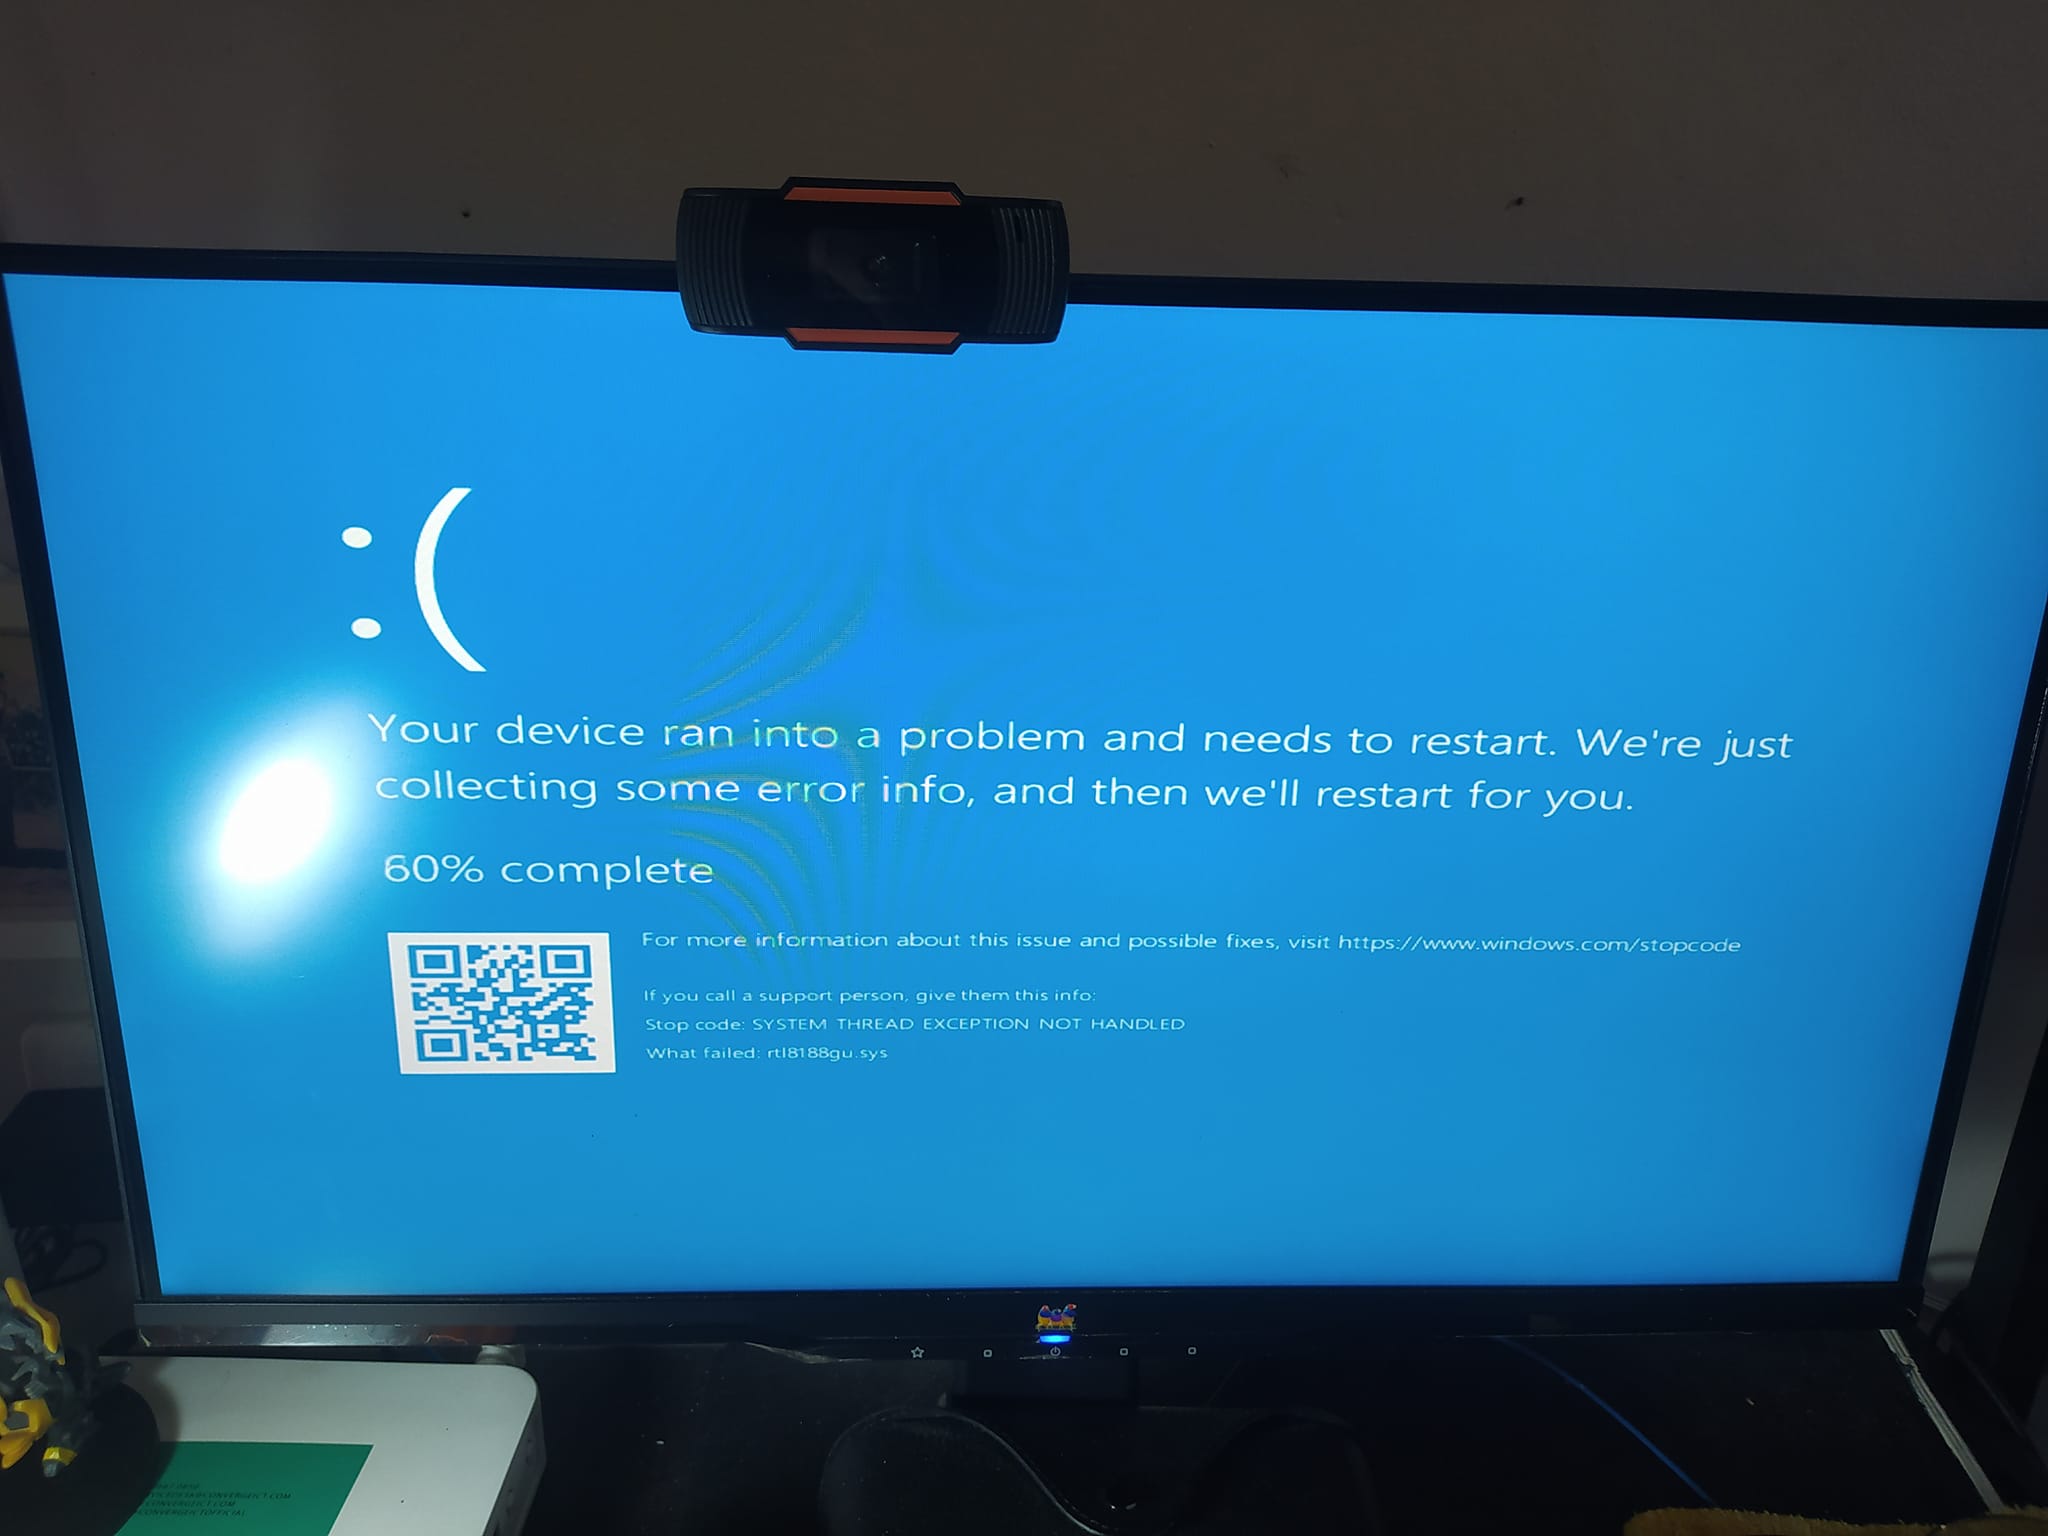 :(
Your device ran into a problem and needs to restart. We're just
collecting some error info, and then we'll restart for you.
60% complete
For more information about this issue and possible fixes, visit https://www.windows.com/stopcode
If you call a support person, give them this info:
Stop code: SYSTEM THREAD EXCEPTION NOT HANDLED
What failed: rtl8188gu.sys
CONVERGEICT.COM
CONVERGEICTOFFICIAL